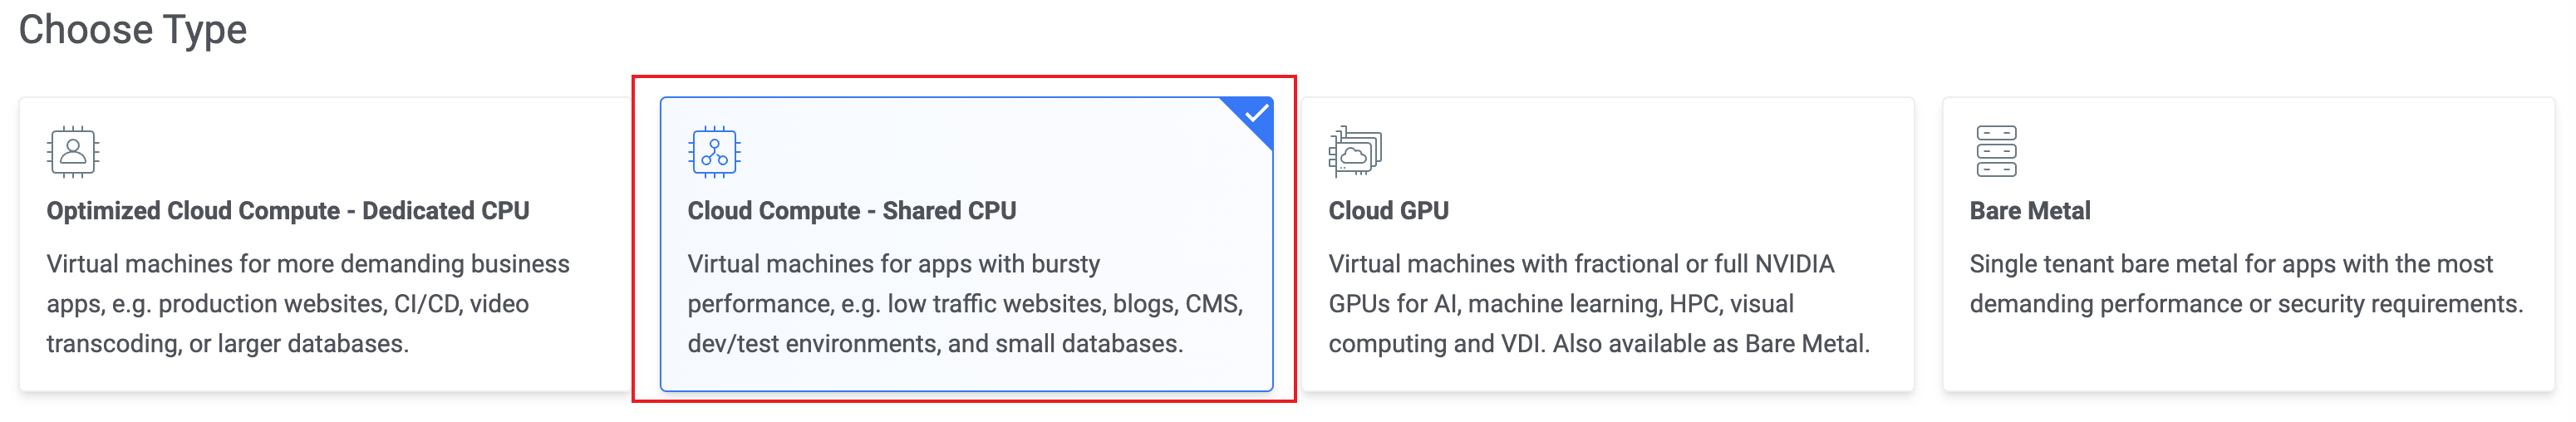 Choose Type
Optimized Cloud Compute - Dedicated CPU
Virtual machines for more demanding business
apps, e.g. production websites, CI/CD, video
transcoding, or larger databases.
Cloud Compute - Shared CPU
Virtual machines for apps with bursty
performance, e.g. low traffic websites, blogs, CMS,
dev/test environments, and small databases.
Cloud GPU
Virtual machines with fractional or full NVIDIA
GPUs for AI, machine learning, HPC, visual
computing and VDI. Also available as Bare Metal.
Bare Metal
Single tenant bare metal for apps with the most
demanding performance or security requirements.